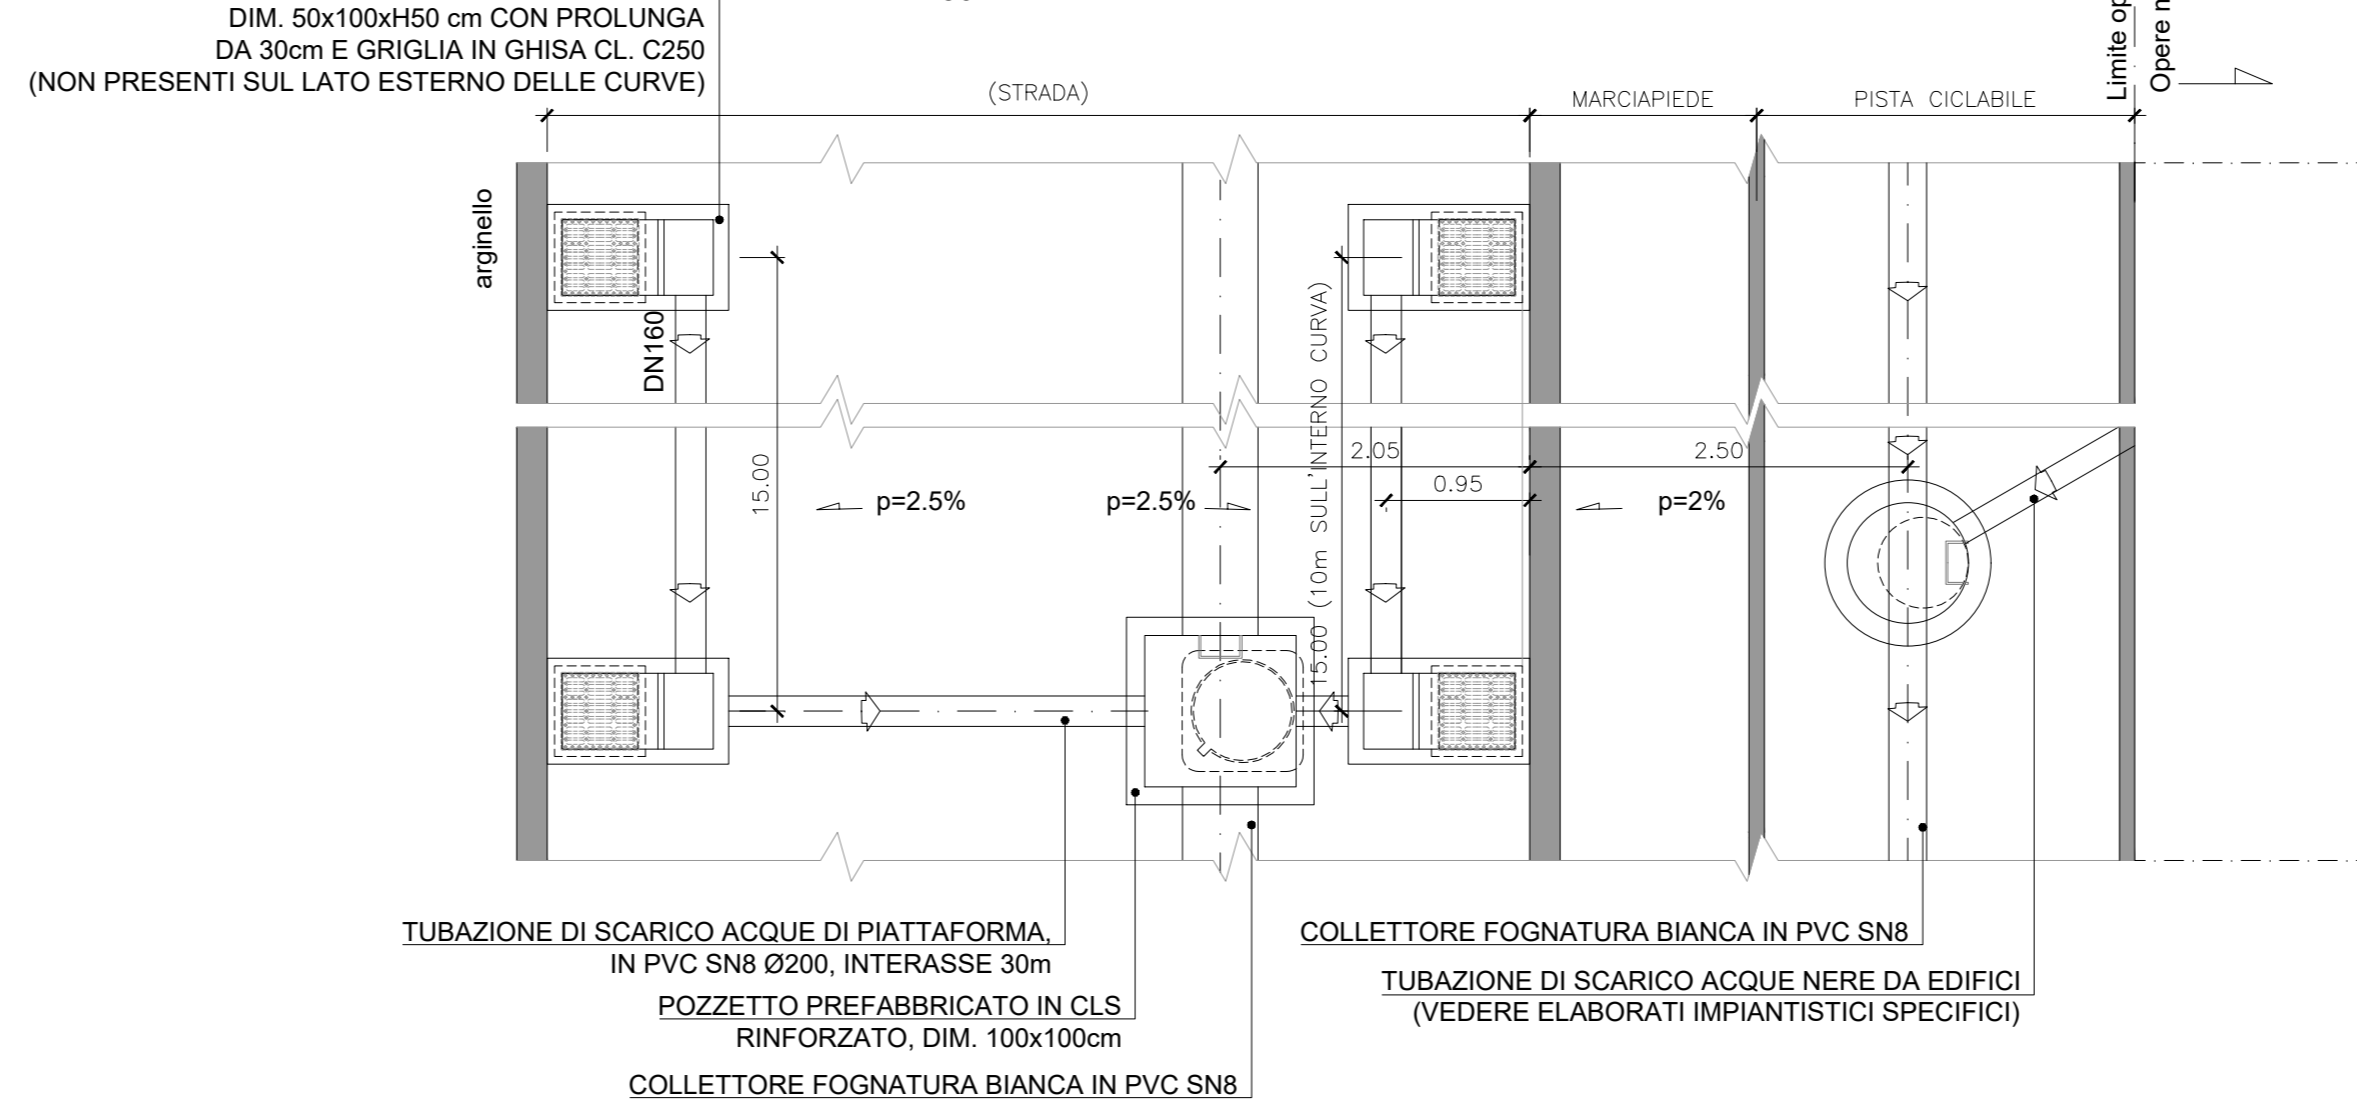 DIM. 50x100xH50 cm CON PROLUNGA
DA 30cm E GRIGLIA IN GHISA CL. C250
(NON PRESENTI SUL LATO ESTERNO DELLE CURVE)
(STRADA)
MARCIAPIEDE
PISTA CICLABILE
Limite op
Opere n
arginello
DN160
15.00
15.00 (10m SULL'INTERNO CURVA)
2.05
2.50
0.95
p=2.5%
p=2.5%
p=2%
TUBAZIONE DI SCARICO ACQUE DI PIATTAFORMA,
IN PVC SN8 Ø200, INTERASSE 30m
POZZETTO PREFABBRICATO IN CLS
RINFORZATO, DIM. 100x100cm
COLLETTORE FOGNATURA BIANCA IN PVC SN8
COLLETTORE FOGNATURA BIANCA IN PVC SN8
TUBAZIONE DI SCARICO ACQUE NERE DA EDIFICI
(VEDERE ELABORATI IMPIANTISTICI SPECIFICI)